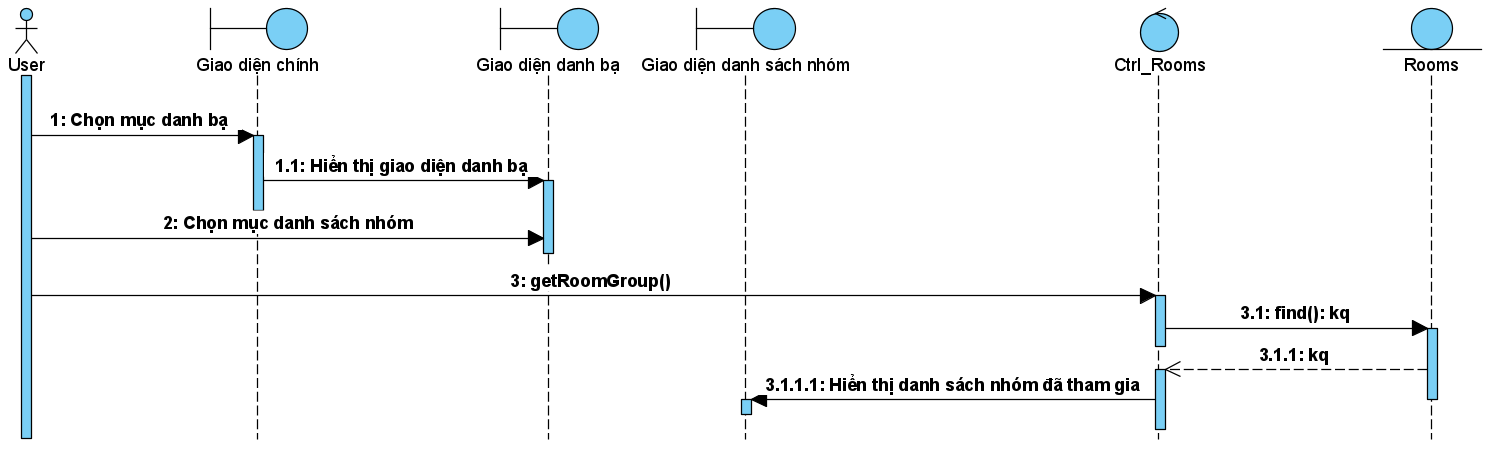 User
Giao diện chính
Giao diện danh bạ
Giao diện danh sách nhóm
Ctrl_Rooms
Rooms
1: Chọn mục danh bạ
1.1: Hiển thị giao diện danh bạ
2: Chọn mục danh sách nhóm
3: getRoomGroup()
3.1: find(): kq
3.1.1: kq
3.1.1.1: Hiển thị danh sách nhóm đã tham gia